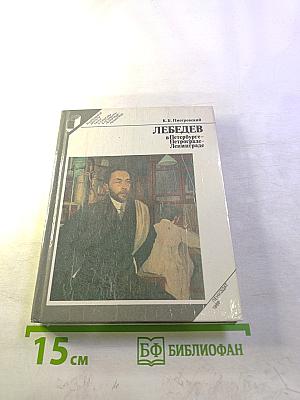 К. Б. Пиотровский
ЛЕБЕДЕВ
в Петербурге–
Петрограде–
Ленинграде
15 см
БФ БИБЛИОФАН